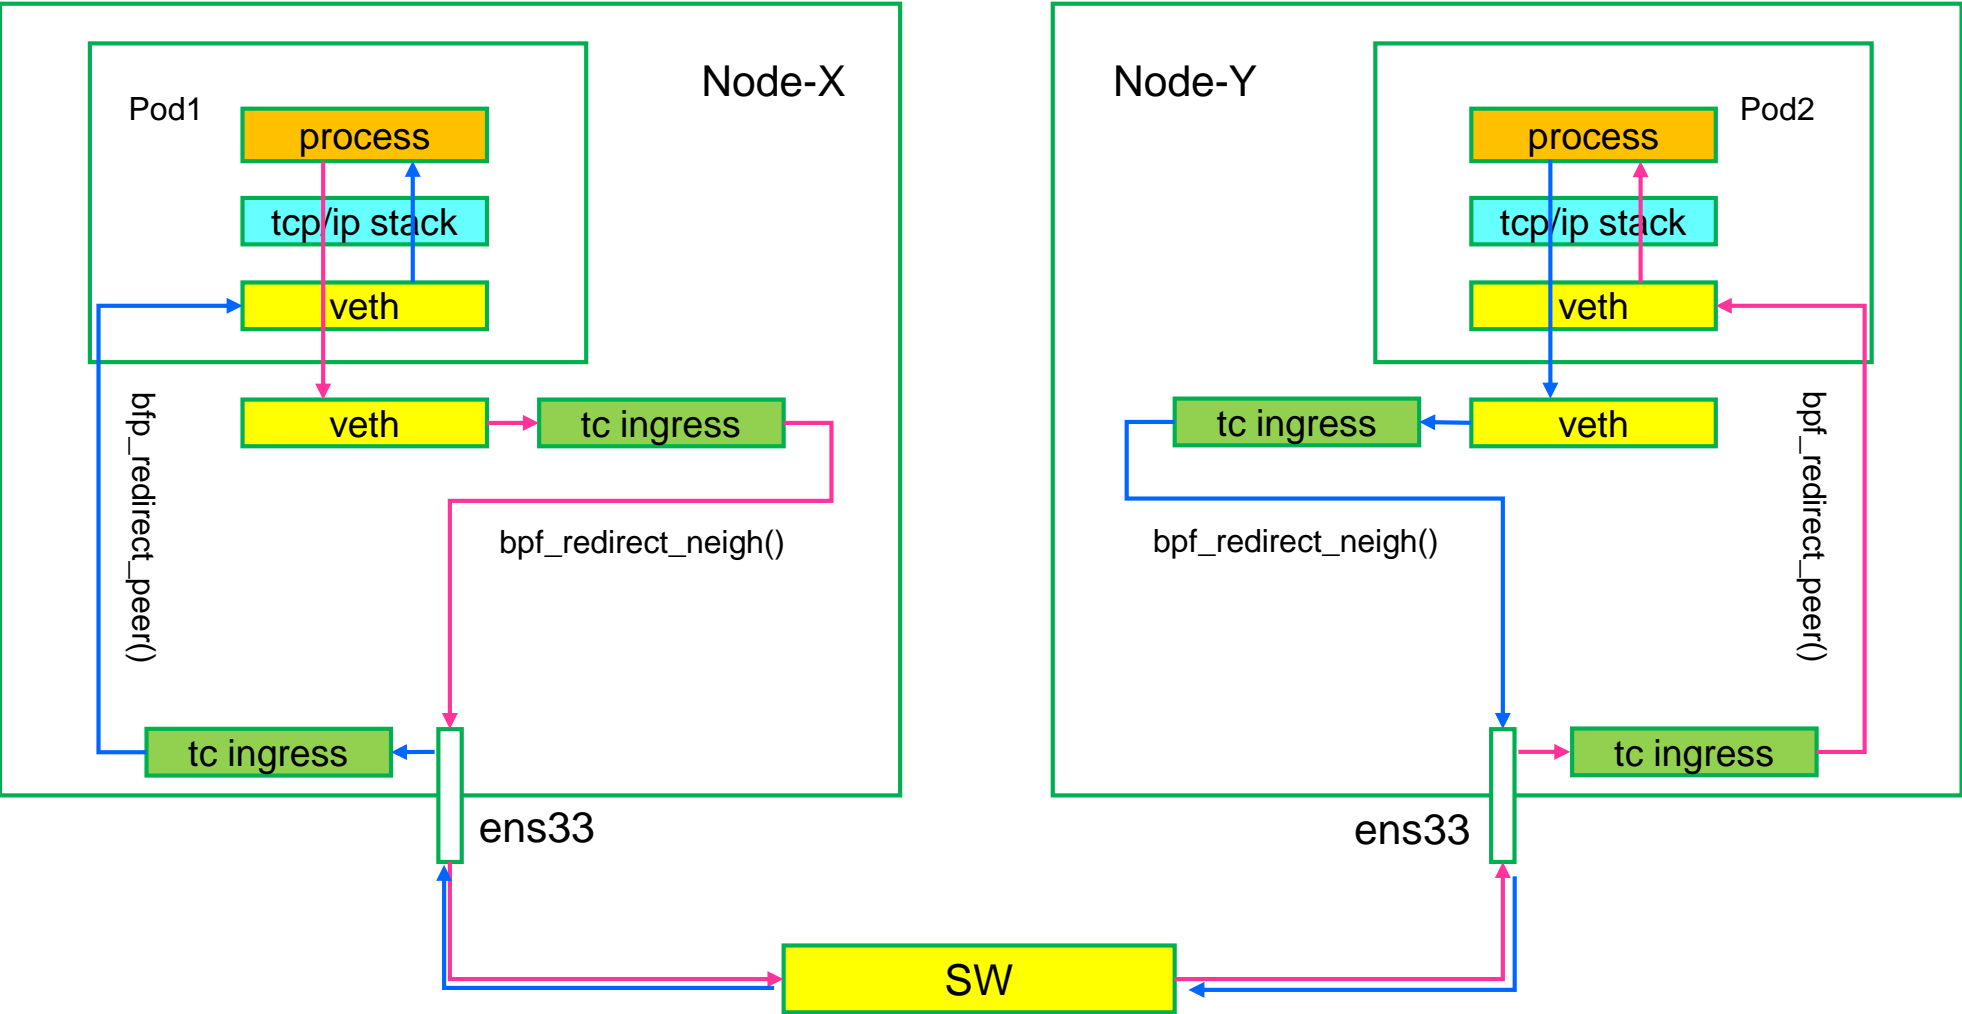 Node-X
Node-Y
Pod1
process
tcp/ip stack
veth
veth
tc ingress
bfp_redirect_peer()
bpf_redirect_neigh()
tc ingress
ens33
process
Pod2
tcp/ip stack
veth
tc ingress
veth
bpf_redirect_neigh()
bpf_redirect_peer()
tc ingress
ens33
SW